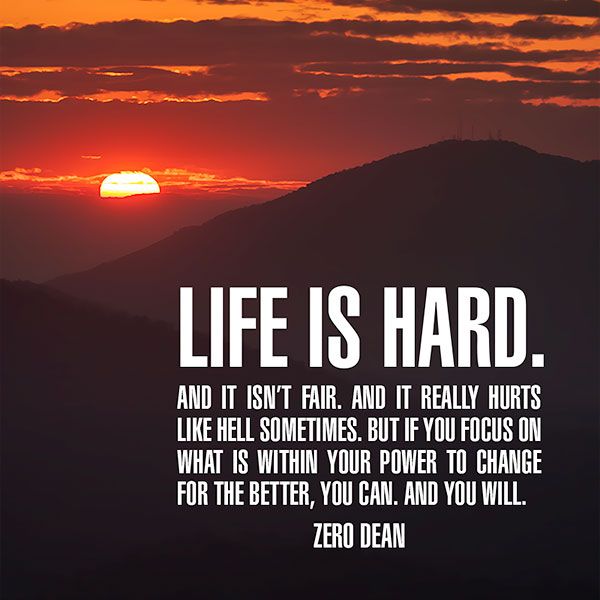 LIFE IS HARD.
AND IT ISN'T FAIR. AND IT REALLY HURTS
LIKE HELL SOMETIMES. BUT IF YOU FOCUS ON
WHAT IS WITHIN YOUR POWER TO CHANGE
FOR THE BETTER, YOU CAN. AND YOU WILL.
ZERO DEAN